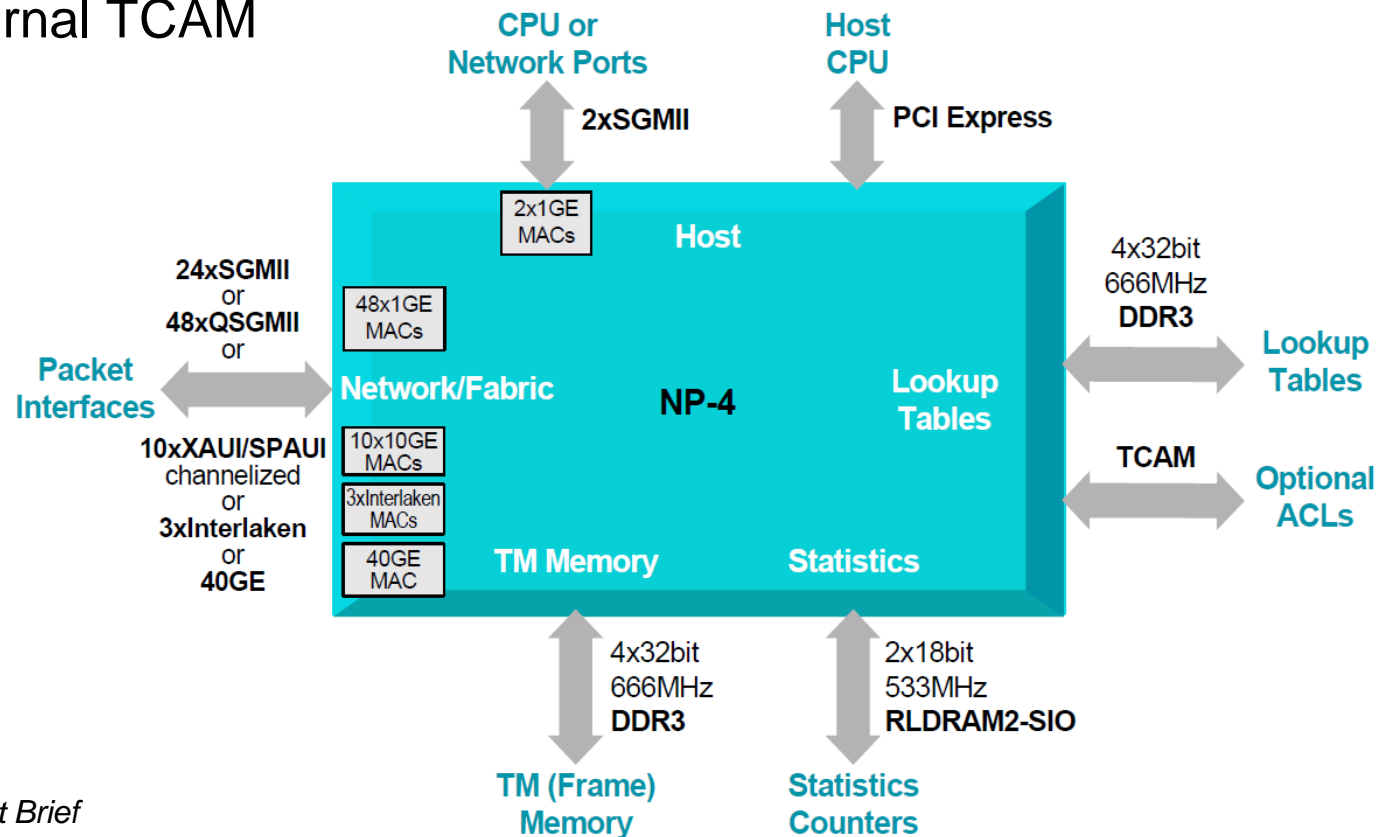 rnal TCAM
CPU or
Network Ports
Host
CPU
2xSGMII
PCI Express
2x1GE
MACs
Host
24xSGMII
or
48xQSGMII
or
48x1GE
MACs
4x32bit
666MHz
DDR3
Packet
Interfaces
Network/Fabric
NP-4
Lookup
Tables
Lookup
Tables
10xXAUI/SPAUI
channelized
or
3xInterlaken
or
40GE
10x10GE
MACs
3xInterlaken
MACs
40GE
MAC
TCAM
Optional
ACLs
TM Memory
Statistics
4x32bit
666MHz
DDR3
2x18bit
533MHz
RLDRAM2-SIO
TM (Frame)
Memory
Statistics
Counters
t Brief